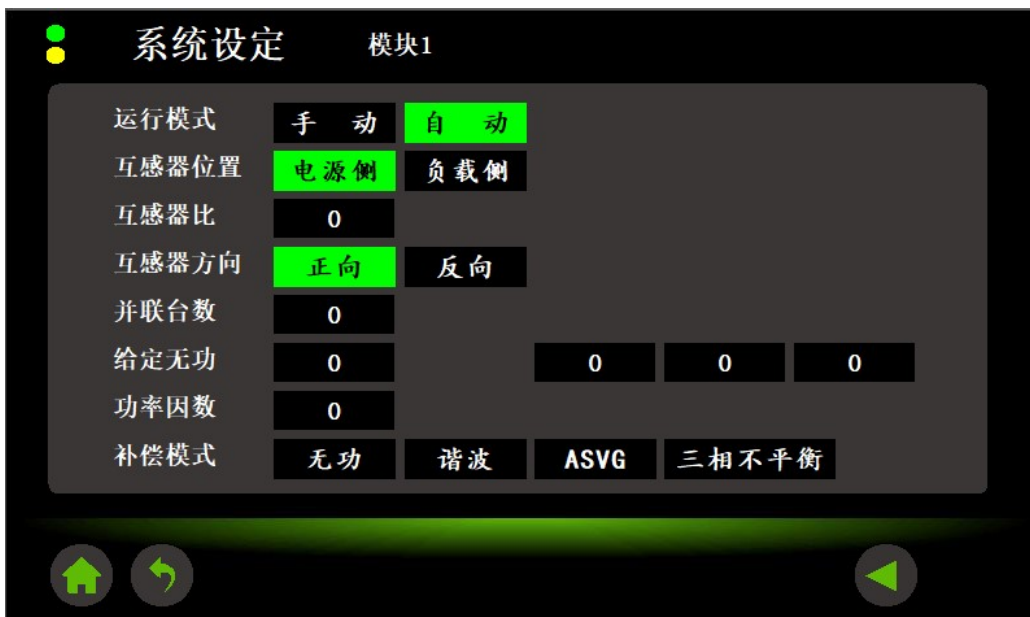 系统设定 模块1
运行模式 手 动 自 动
互感器位置 电源侧 负载侧
互感器比 0
互感器方向 正向 反向
并联台数 0
给定无功 0 0 0 0
功率因数 0
补偿模式 无功 谐波 ASVG 三相不平衡